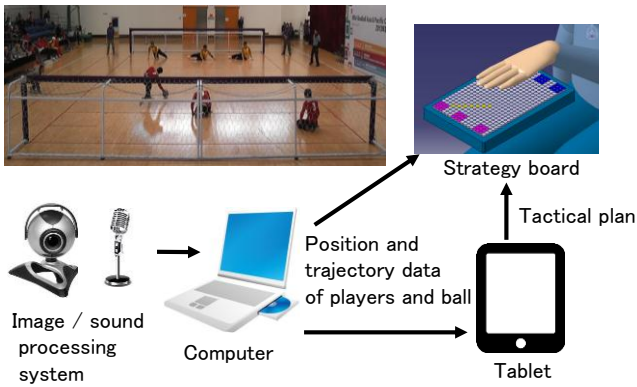 Strategy board
Tactical plan
Position and
trajectory data
of players and ball
Image / sound
processing
system
Computer
Tablet